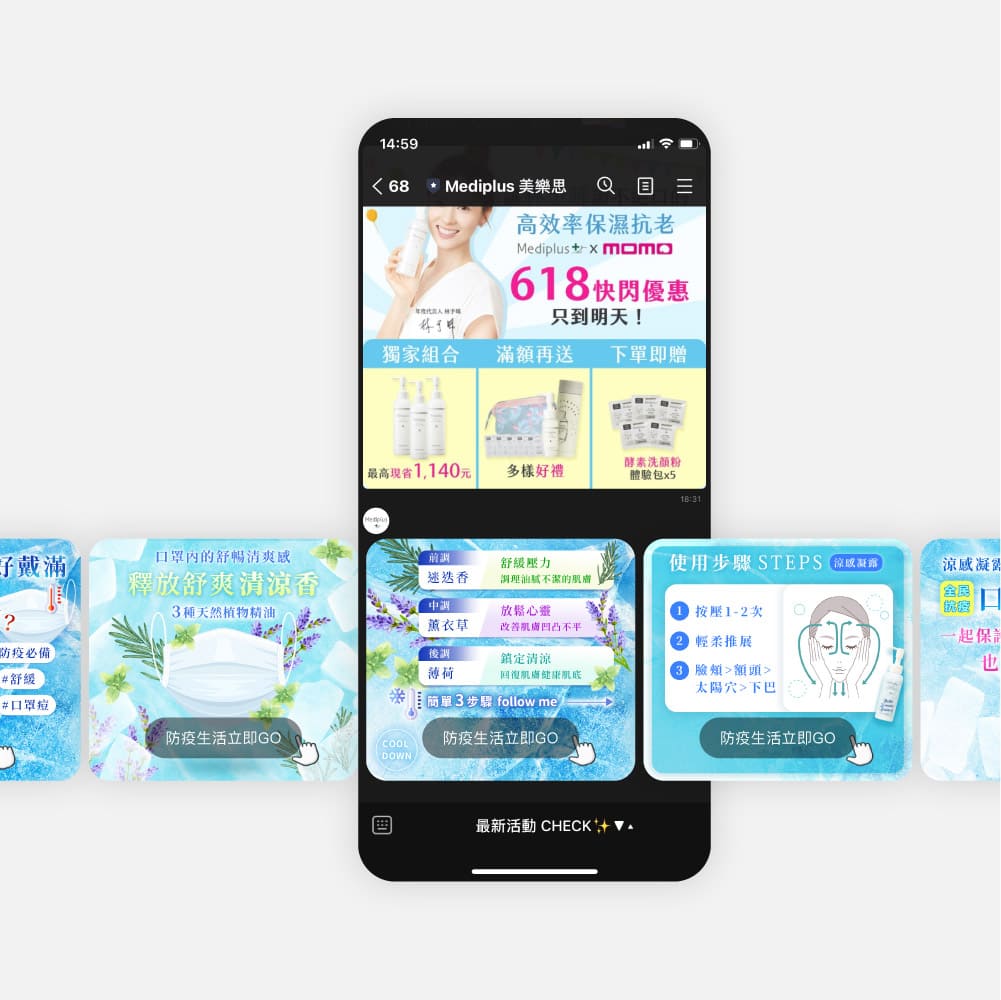 14:59
68
Mediplus 美樂思
高效率保濕抗老
Mediplus+ x momo
618快閃優惠
只到明天！
年度代言人 林予晞
獨家組合
滿額再送
下單即贈
最高現省1,140元
多樣好禮
酵素洗顏粉
體驗包x5
18:31
Mediplus
好戴滿
?
防疫必備
#舒緩
#口罩痘
口罩內的舒暢清爽感
釋放舒爽清涼香
3種天然植物精油
防疫生活立即GO
前調
迷迭香
舒緩壓力
調理油膩不潔的肌膚
中調
薰衣草
放鬆心靈
改善肌膚凹凸不平
後調
薄荷
鎮定清涼
回復肌膚健康肌底
簡單3步驟 follow me
COOL
DOWN
防疫生活立即GO
使用步驟 STEPS 涼感凝露
1 按壓1-2次
2 輕柔推展
3 臉頰>額頭>
太陽穴>下巴
防疫生活立即GO
涼感凝露
全民
抗疫
口
一起保
也
最新活動 CHECK✨▼▲